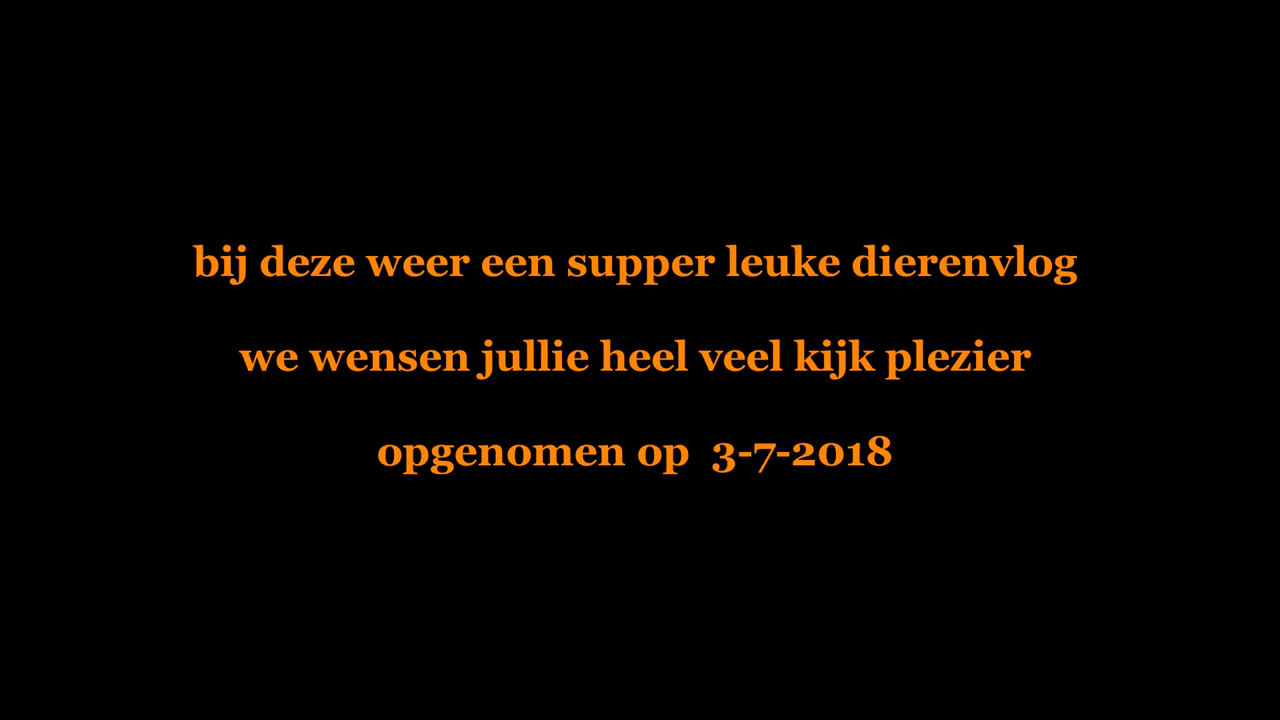 bij deze weer een supper leuke dierenvlog
we wensen jullie heel veel kijk plezier
opgenomen op  3-7-2018